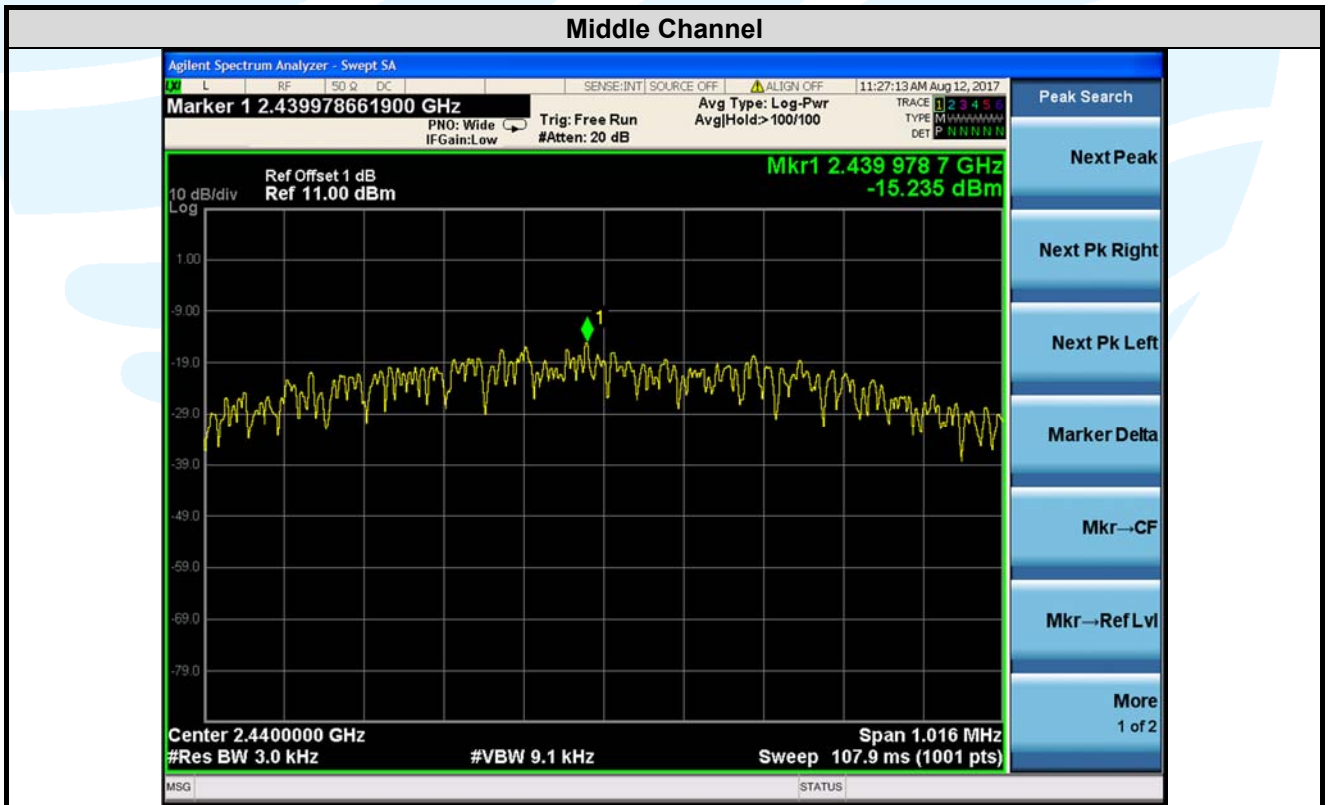 Middle Channel
Agilent Spectrum Analyzer - Swept SA
LXI L RF 50 Ω DC SENSE:INT SOURCE OFF ALIGN OFF 11:27:13 AM Aug 12, 2017
Marker 1 2.439978661900 GHz
PNO: Wide
IFGain:Low
Trig: Free Run
#Atten: 20 dB
Avg Type: Log-Pwr
Avg|Hold:>100/100
TRACE 1 2 3 4 5 6
TYPE M
DET P N N N N N
Mkr1 2.439 978 7 GHz
-15.235 dBm
Ref Offset 1 dB
10 dB/div Ref 11.00 dBm
Log
1.00
-9.00
1
-19.0
-29.0
-39.0
-49.0
-59.0
-69.0
-79.0
Center 2.4400000 GHz Span 1.016 MHz
#Res BW 3.0 kHz #VBW 9.1 kHz Sweep 107.9 ms (1001 pts)
MSG STATUS
Peak Search
Next Peak
Next Pk Right
Next Pk Left
Marker Delta
Mkr→CF
Mkr→Ref Lvl
More
1 of 2